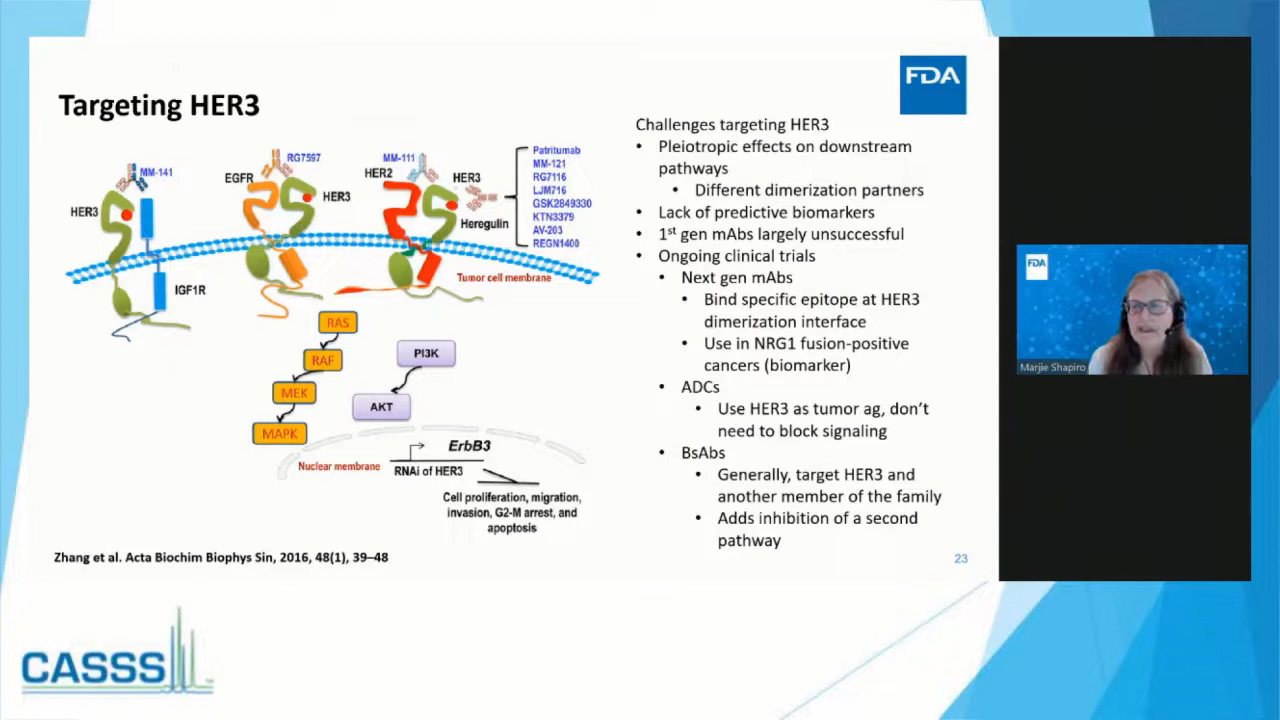 FDA
Targeting HER3
MM-141
HER3
IGF1R
RG7597
EGFR
HER3
MM-111
HER2
HER3
Heregulin
Patritumab
MM-121
RG7116
LJM716
GSK2849330
KTN3379
AV-203
REGN1400
Tumor cell membrane
RAS
RAF
MEK
MAPK
PI3K
AKT
Nuclear membrane
ErbB3
RNAi of HER3
Cell proliferation, migration,
invasion, G2-M arrest, and
apoptosis
Zhang et al. Acta Biochim Biophys Sin, 2016, 48(1), 39–48
Challenges targeting HER3
• Pleiotropic effects on downstream
pathways
• Different dimerization partners
• Lack of predictive biomarkers
• 1st gen mAbs largely unsuccessful
• Ongoing clinical trials
• Next gen mAbs
• Bind specific epitope at HER3
dimerization interface
• Use in NRG1 fusion-positive
cancers (biomarker)
• ADCs
• Use HER3 as tumor ag, don't
need to block signaling
• BsAbs
• Generally, target HER3 and
another member of the family
• Adds inhibition of a second
pathway
23
FDA
Marjie Shapiro
CASSS